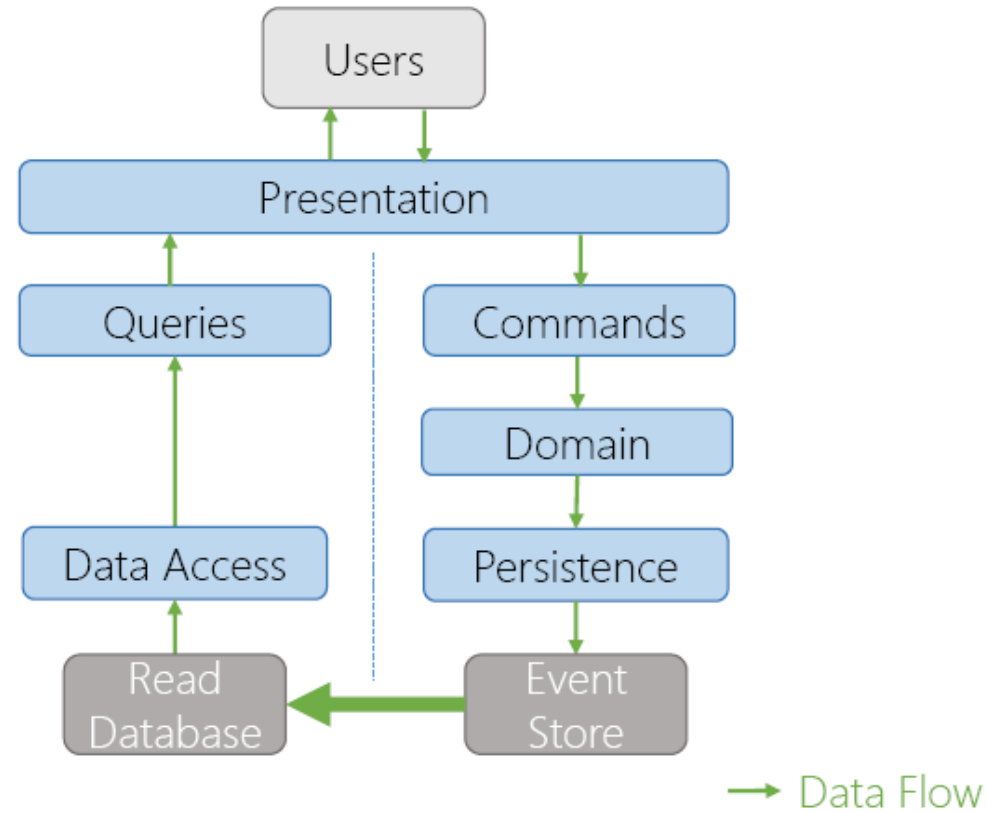 Users
Presentation
Queries
Commands
Domain
Data Access
Persistence
Read
Database
Event
Store
Data Flow